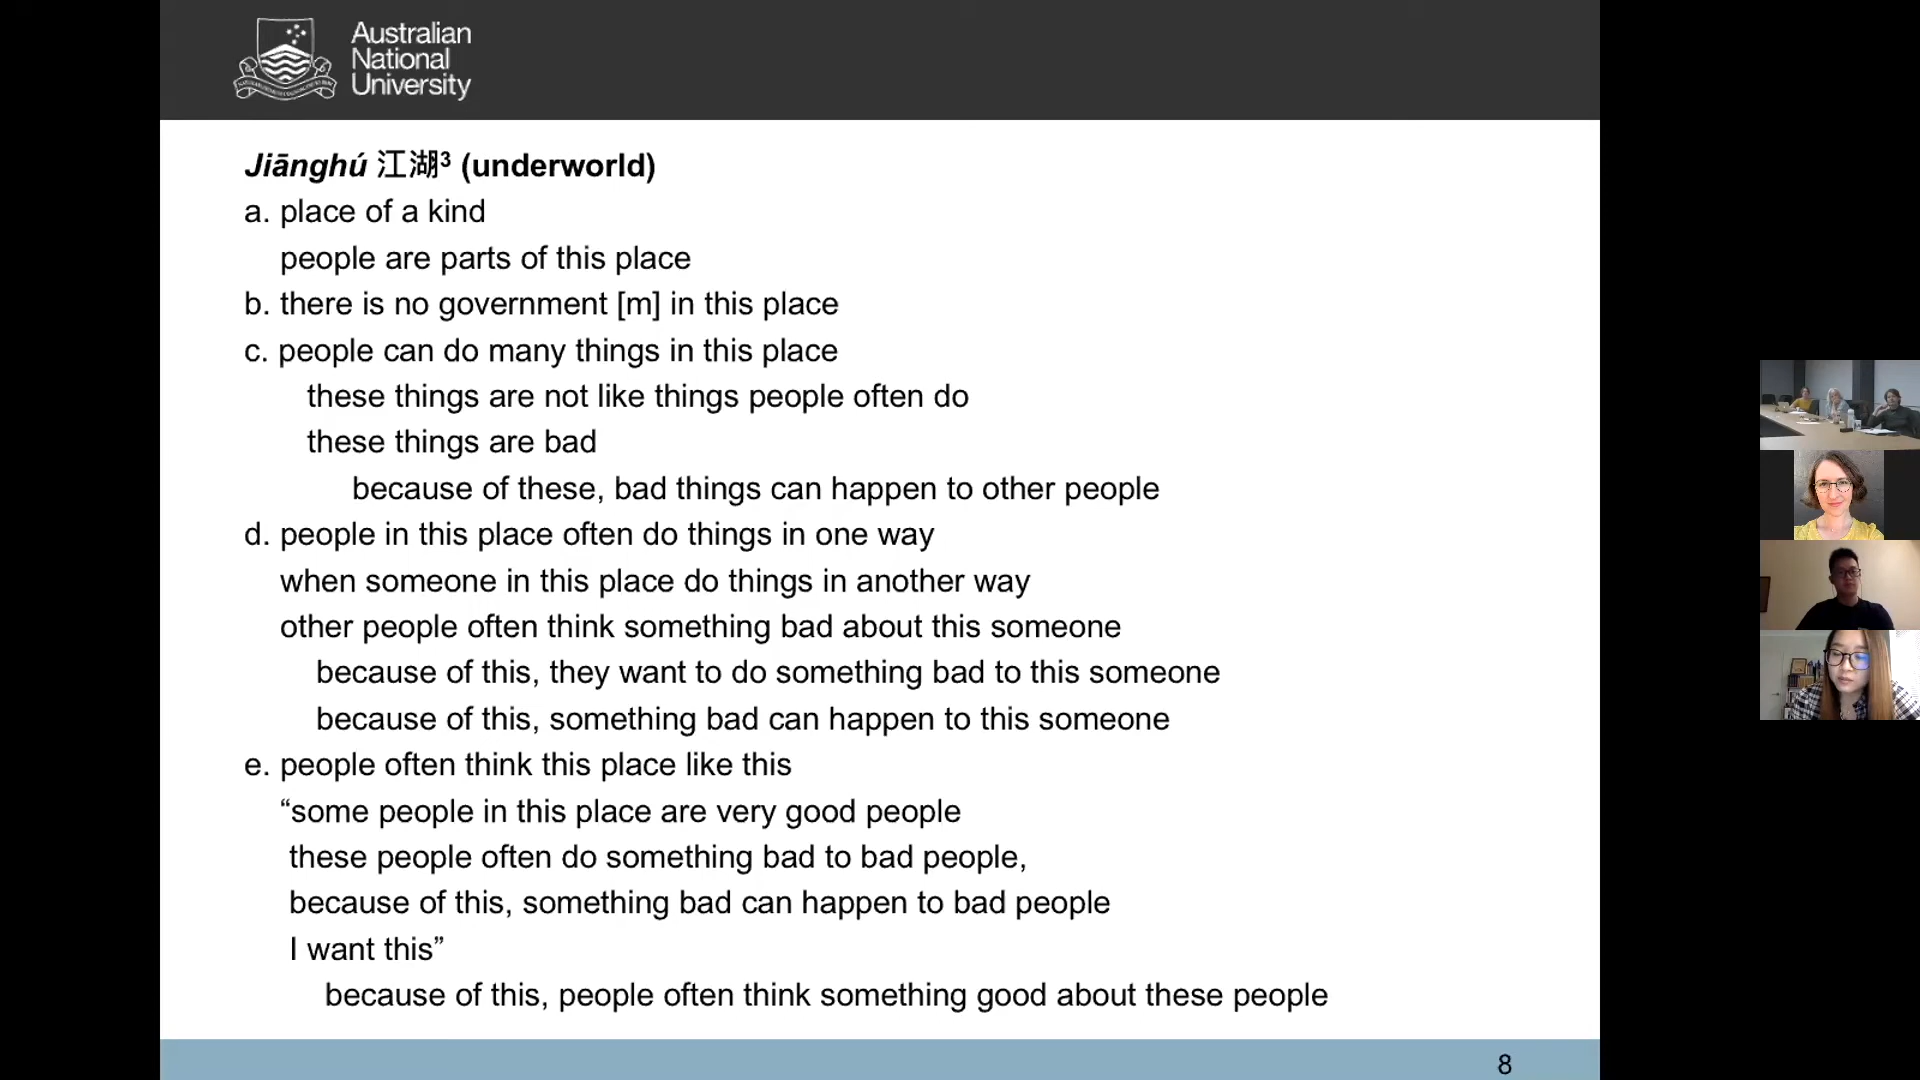 Australian
National
University
Jiānghú 江湖³ (underworld)
a. place of a kind
people are parts of this place
b. there is no government [m] in this place
c. people can do many things in this place
these things are not like things people often do
these things are bad
because of these, bad things can happen to other people
d. people in this place often do things in one way
when someone in this place do things in another way
other people often think something bad about this someone
because of this, they want to do something bad to this someone
because of this, something bad can happen to this someone
e. people often think this place like this
“some people in this place are very good people
these people often do something bad to bad people,
because of this, something bad can happen to bad people
I want this”
because of this, people often think something good about these people
8